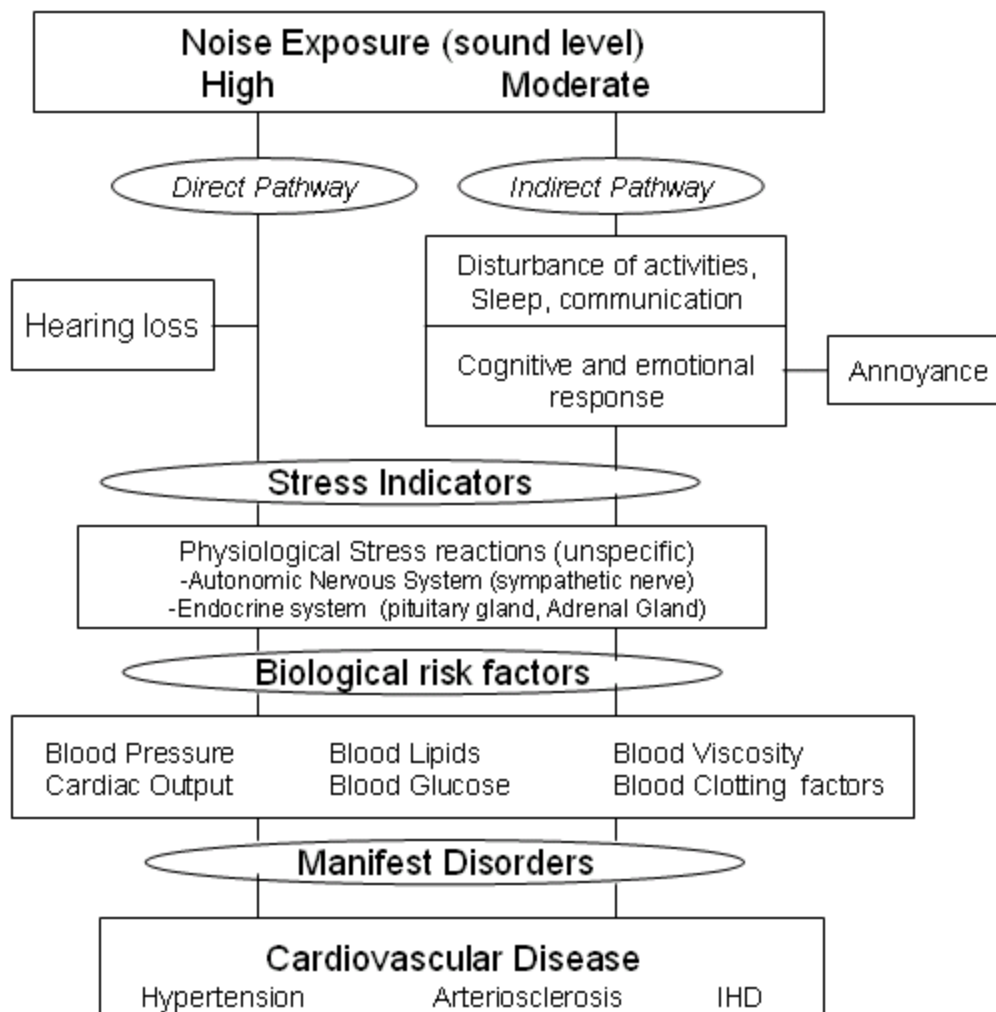 Noise Exposure (sound level)
High Moderate
Direct Pathway Indirect Pathway
Disturbance of activities,
Sleep, communication
Hearing loss
Cognitive and emotional
response
Annoyance
Stress Indicators
Physiological Stress reactions (unspecific)
-Autonomic Nervous System (sympathetic nerve)
-Endocrine system (pituitary gland, Adrenal Gland)
Biological risk factors
Blood Pressure Blood Lipids Blood Viscosity
Cardiac Output Blood Glucose Blood Clotting factors
Manifest Disorders
Cardiovascular Disease
Hypertension Arteriosclerosis IHD